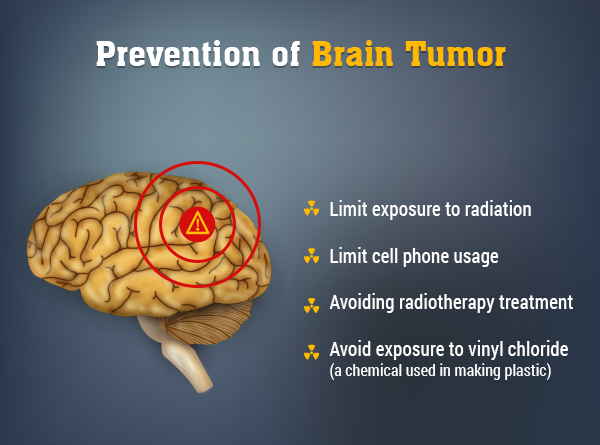 Prevention of Brain Tumor
Limit exposure to radiation
Limit cell phone usage
Avoiding radiotherapy treatment
Avoid exposure to vinyl chloride
(a chemical used in making plastic)